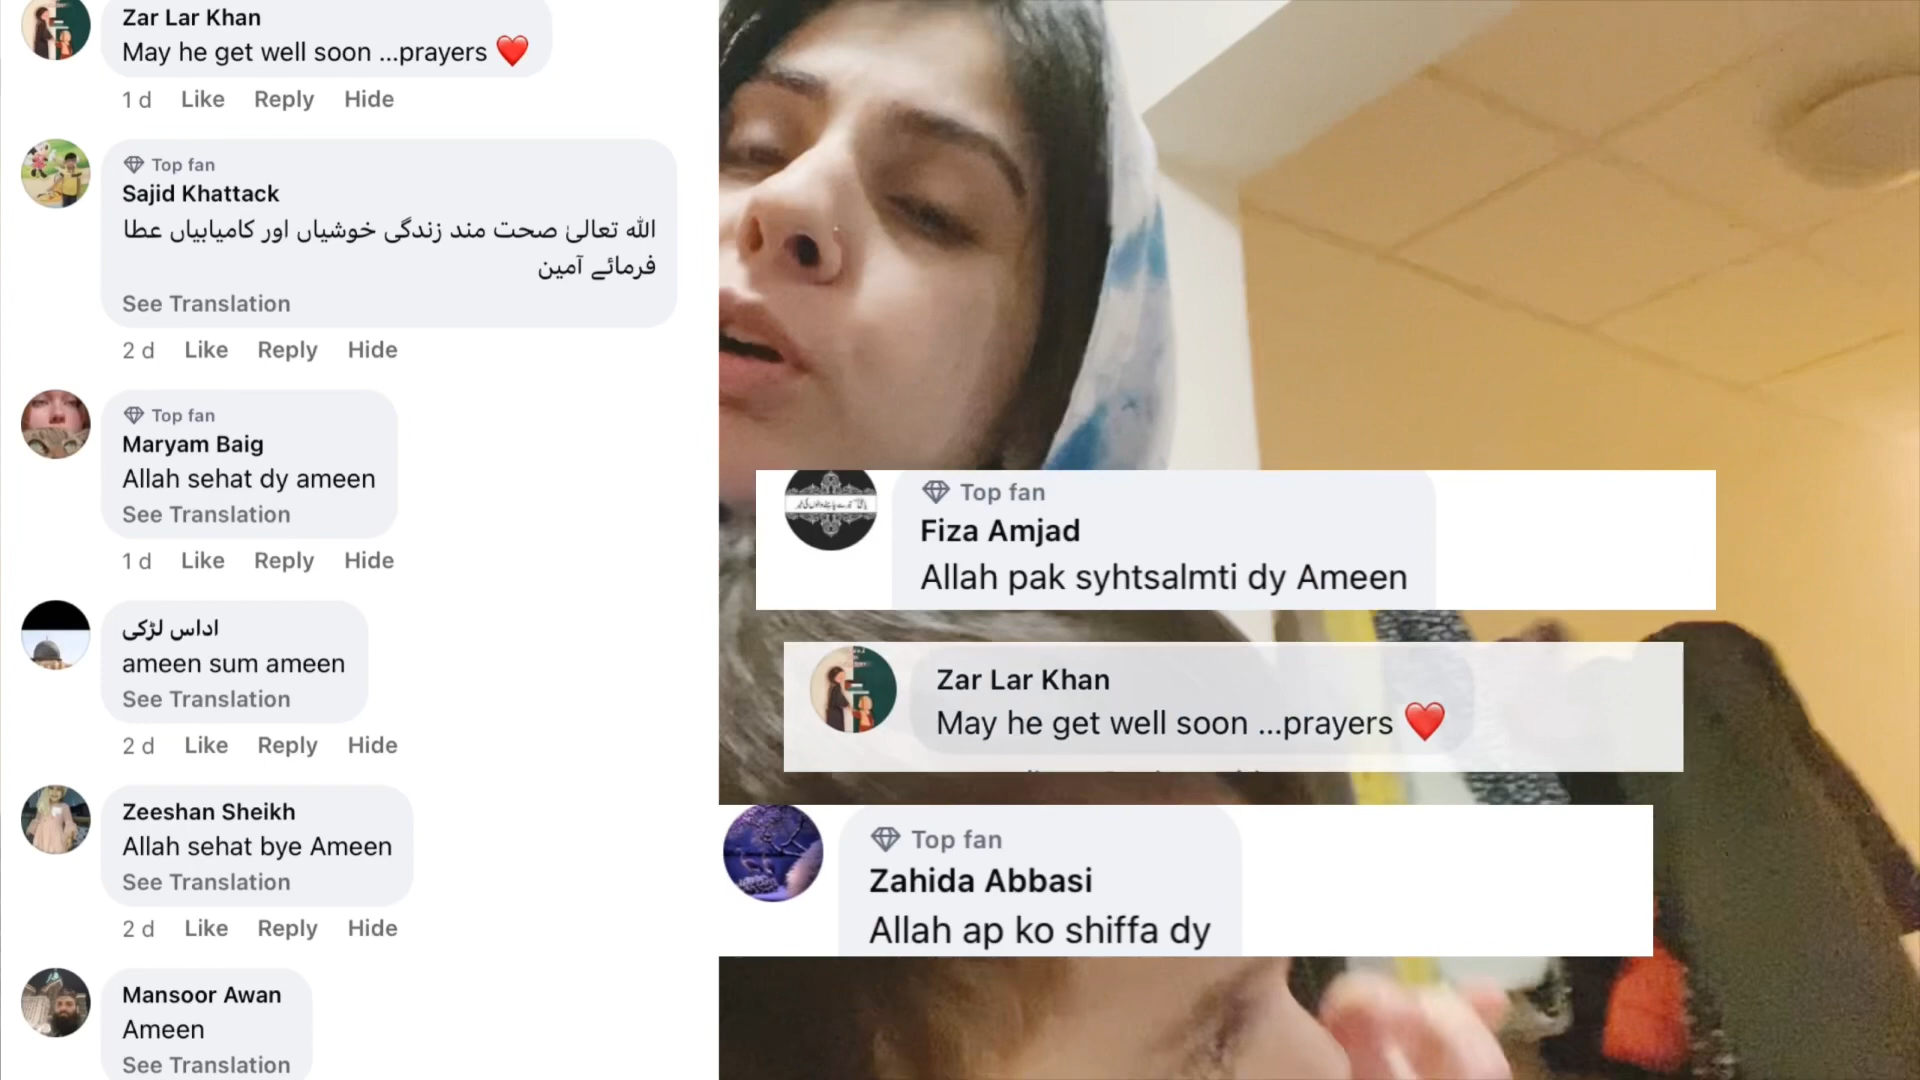 Zar Lar Khan
May he get well soon ...prayers ❤️
1 d Like Reply Hide
Top fan
Sajid Khattack
الله تعالیٰ صحت مند زندگی خوشیاں اور کامیابیاں عطا
فرمائے آمین
See Translation
2 d Like Reply Hide
Top fan
Maryam Baig
Allah sehat dy ameen
See Translation
1 d Like Reply Hide
اداس لڑکی
ameen sum ameen
See Translation
2 d Like Reply Hide
Zeeshan Sheikh
Allah sehat bye Ameen
See Translation
2 d Like Reply Hide
Mansoor Awan
Ameen
See Translation
Top fan
Fiza Amjad
Allah pak syhtsalmti dy Ameen
Zar Lar Khan
May he get well soon ...prayers ❤️
Top fan
Zahida Abbasi
Allah ap ko shiffa dy